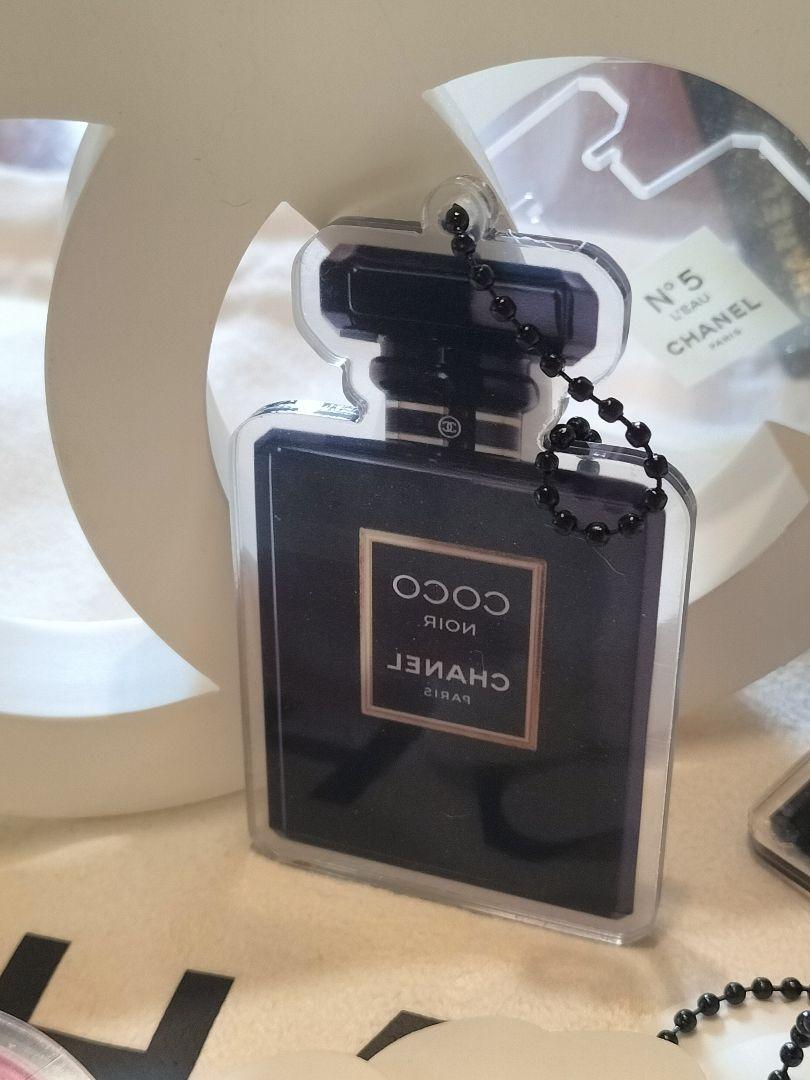 COCO
NOIR
CHANEL
PARIS
N° 5
L'EAU
CHANEL
PARIS